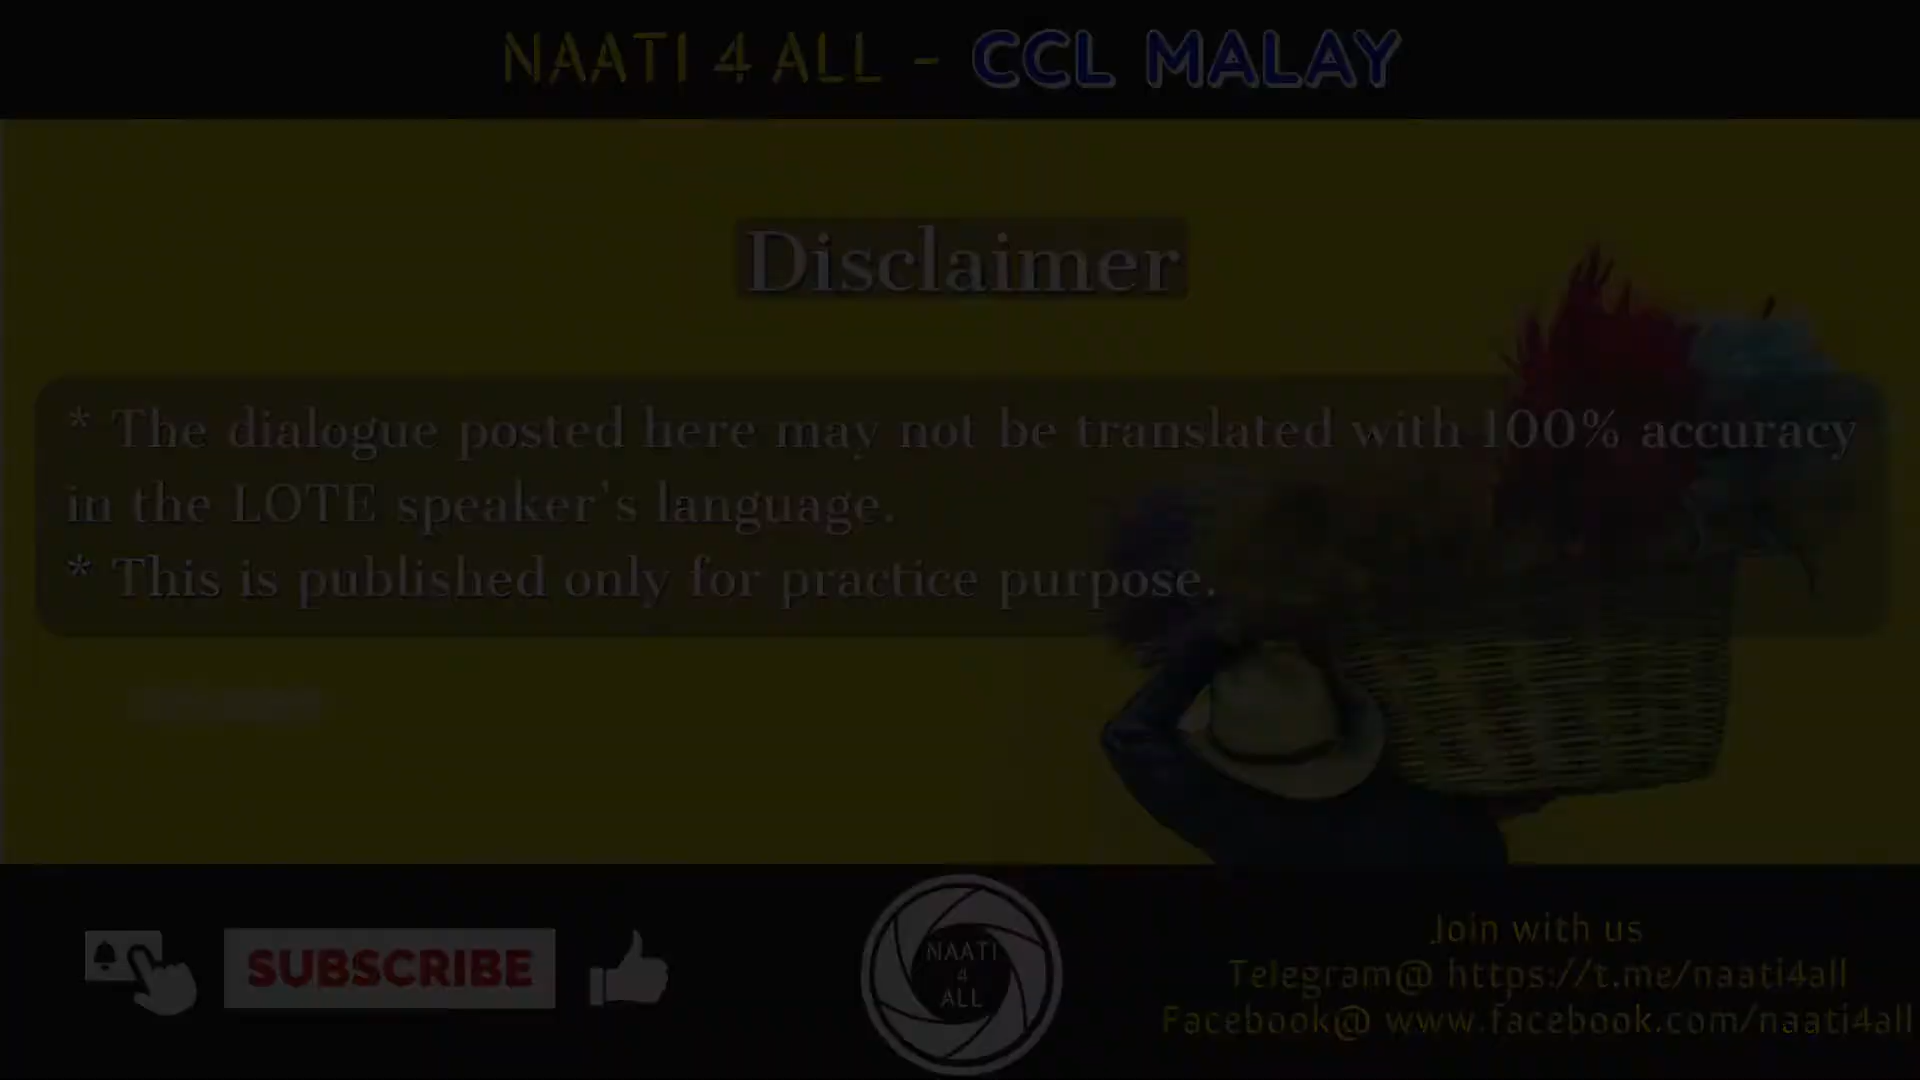 NAATI 4 ALL - CCL MALAY
Disclaimer
* The dialogue posted here may not be translated with 100% accuracy
in the LOTE speaker's language.
* This is published only for practice purpose.
SUBSCRIBE
NAATI
4
ALL
Join with us
Telegram@ https://t.me/naati4all
Facebook@ www.facebook.com/naati4all